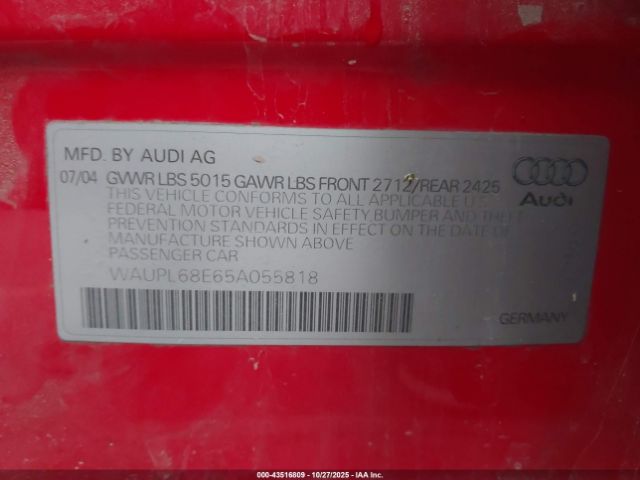 MFD. BY AUDI AG
07/04 GVWR LBS 5015 GAWR LBS FRONT 2712/REAR 2425
THIS VEHICLE CONFORMS TO ALL APPLICABLE U.S.
FEDERAL MOTOR VEHICLE SAFETY, BUMPER AND THEFT
PREVENTION STANDARDS IN EFFECT ON THE DATE OF
MANUFACTURE SHOWN ABOVE
PASSENGER CAR
WAUPL68E65A055818
Audi
GERMANY
000-43516809 - 10/27/2025 - IAA Inc.